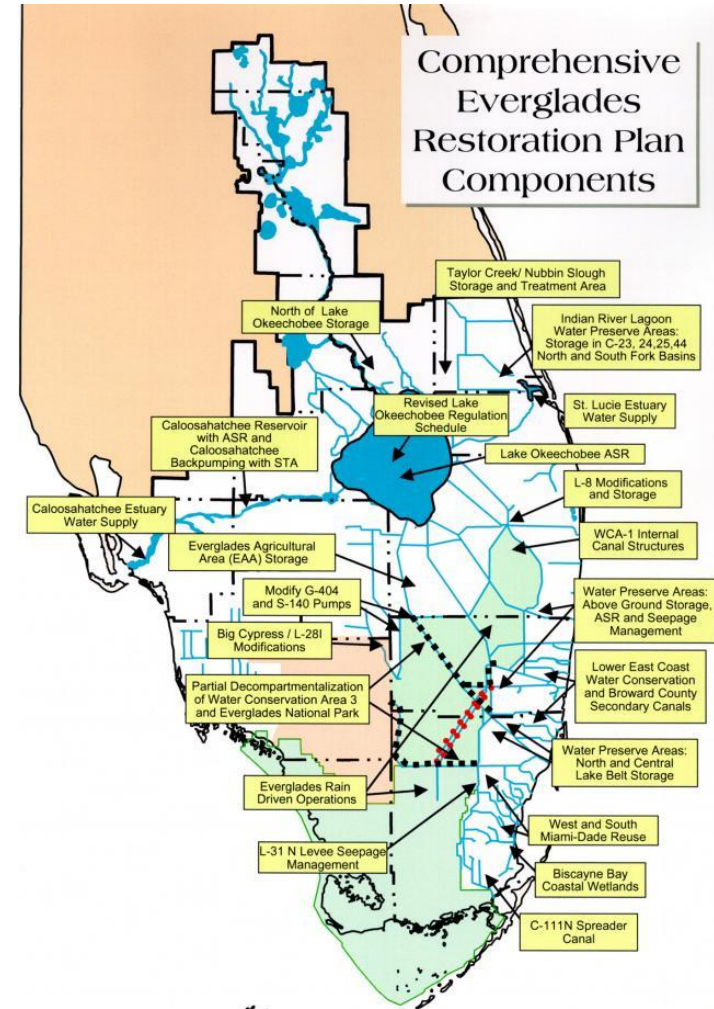 Comprehensive
Everglades
Restoration Plan
Components
Taylor Creek/ Nubbin Slough
Storage and Treatment Area
North of Lake
Okeechobee Storage
Indian River Lagoon
Water Preserve Areas:
Storage in C-23, 24,25,44
North and South Fork Basins
Revised Lake
Okeechobee Regulation
Schedule
St. Lucie Estuary
Water Supply
Caloosahatchee Reservoir
with ASR and
Caloosahatchee
Backpumping with STA
Lake Okeechobee ASR
L-8 Modifications
and Storage
Caloosahatchee Estuary
Water Supply
WCA-1 Internal
Canal Structures
Everglades Agricultural
Area (EAA) Storage
Modify G-404
and S-140 Pumps
Water Preserve Areas:
Above Ground Storage,
ASR and Seepage
Management
Big Cypress / L-28I
Modifications
Lower East Coast
Water Conservation
and Broward County
Secondary Canals
Partial Decompartmentalization
of Water Conservation Area 3
and Everglades National Park
Water Preserve Areas:
North and Central
Lake Belt Storage
Everglades Rain
Driven Operations
West and South
Miami-Dade Reuse
L-31 N Levee Seepage
Management
Biscayne Bay
Coastal Wetlands
C-111N Spreader
Canal